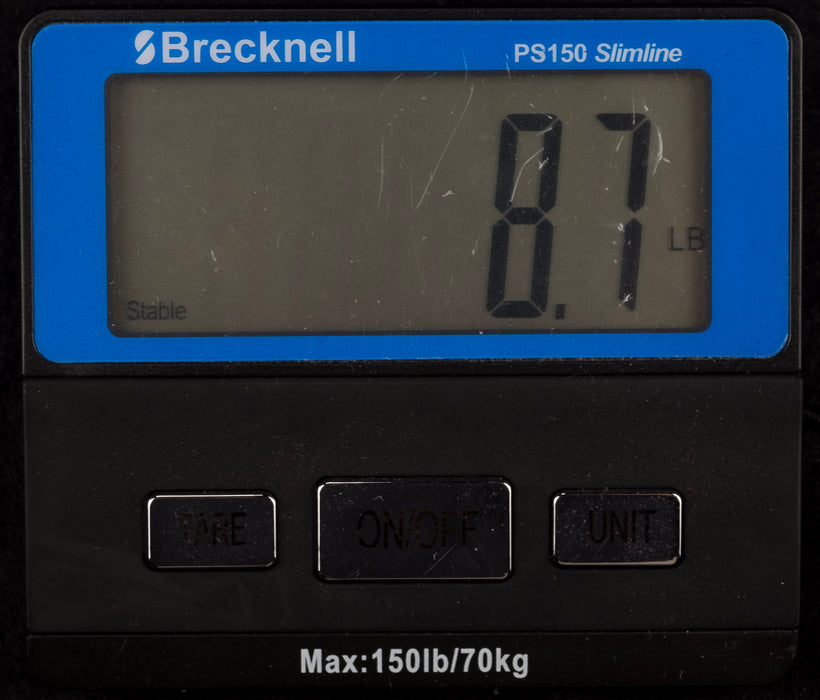 Brecknell
PS150 Slimline
8.7
LB
Stable
TARE
ON/OFF
UNIT
Max:150lb/70kg